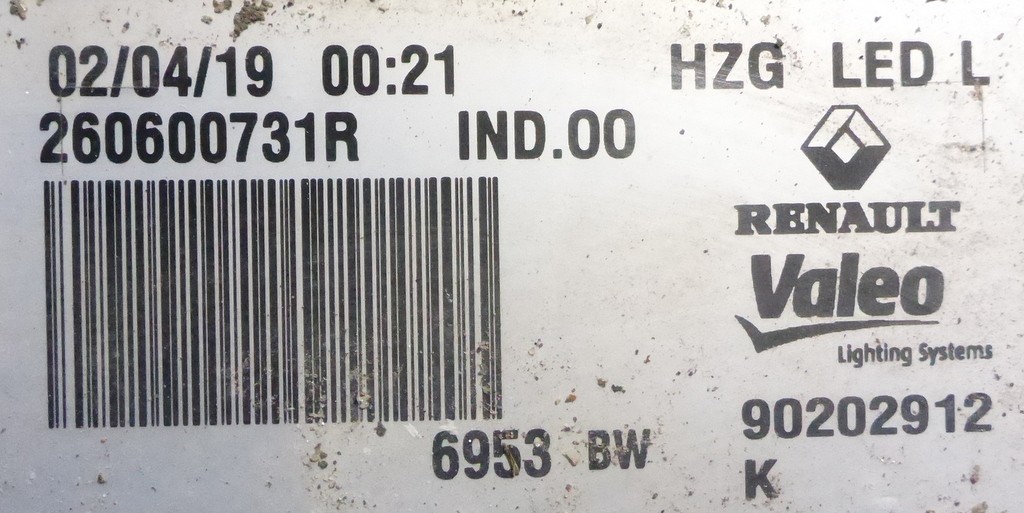 02/04/19 00:21 HZG LED L
260600731R IND.00
RENAULT
Valeo
Lighting Systems
90202912
6953 BW
K